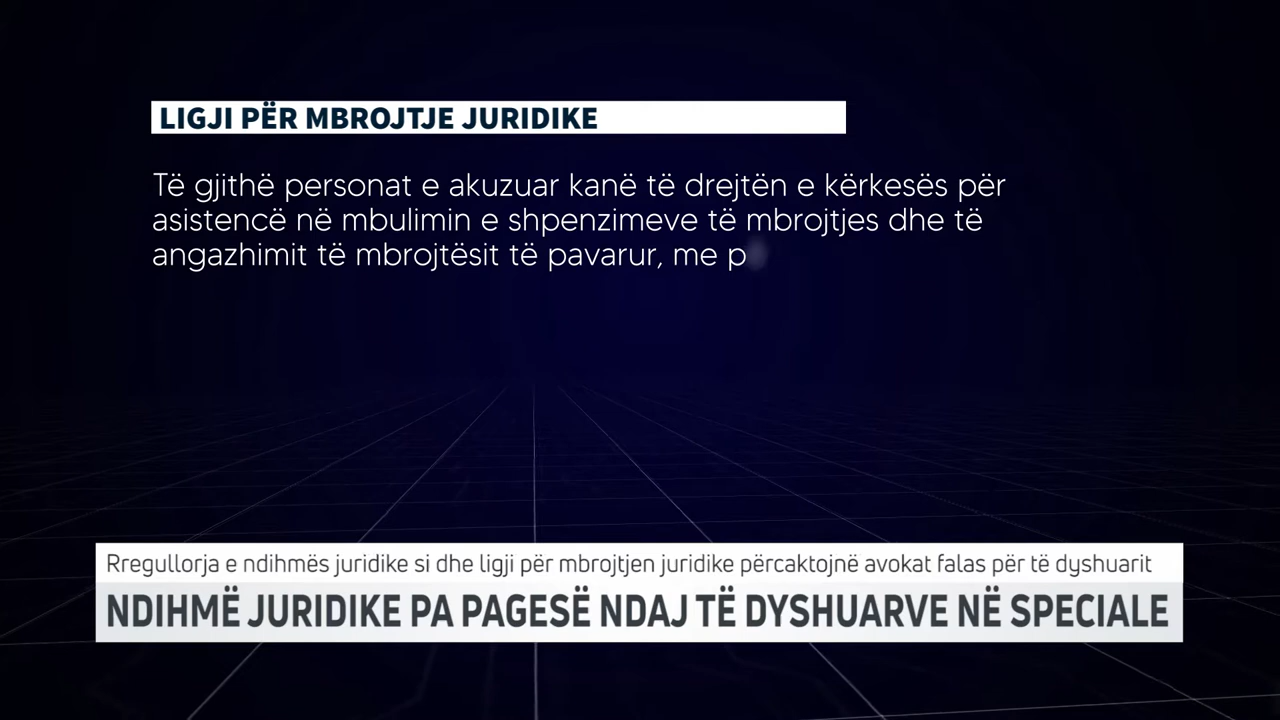 LIGJI PËR MBROJTJE JURIDIKE
Të gjithë personat e akuzuar kanë të drejtën e kërkesës për
asistencë në mbulimin e shpenzimeve të mbrojtjes dhe të
angazhimit të mbrojtësit të pavarur, me p
Rregullorja e ndihmës juridike si dhe ligji për mbrojtjen juridike përcaktojnë avokat falas për të dyshuarit
NDIHMË JURIDIKE PA PAGESË NDAJ TË DYSHUARVE NË SPECIALE